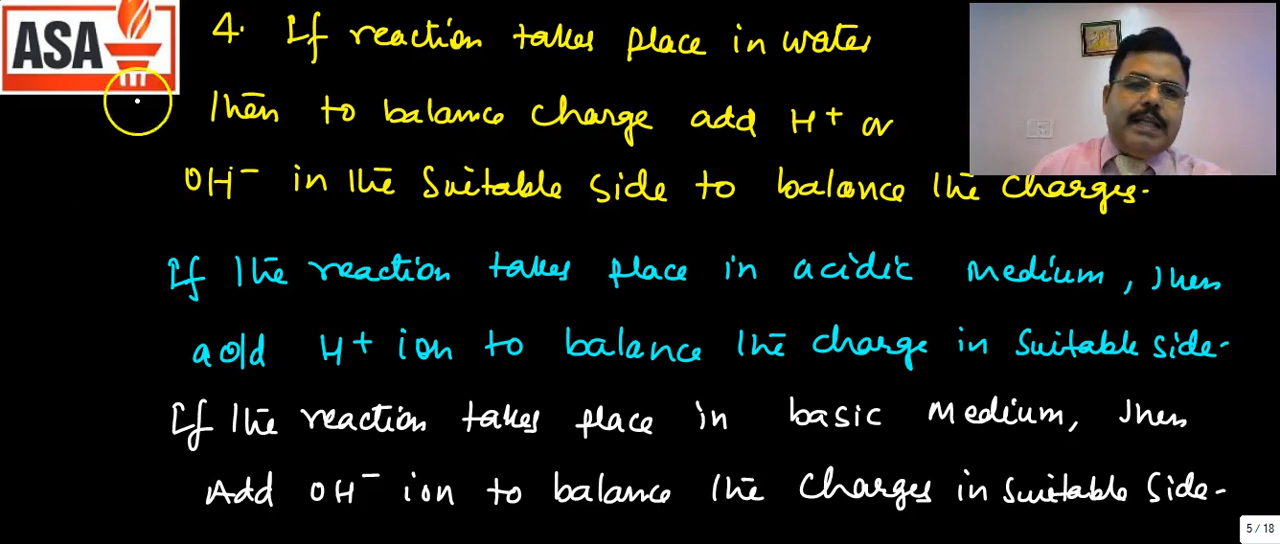 ASA
4. If reaction takes place in water
Then to balance charge add H+ or
OH⁻ in the suitable side to balance the charges.
If the reaction takes place in acidic Medium, then
add H+ ion to balance the charge in suitable side.
If the reaction takes place in basic Medium, then
Add OH⁻ ion to balance the charges in suitable side.
5 / 18